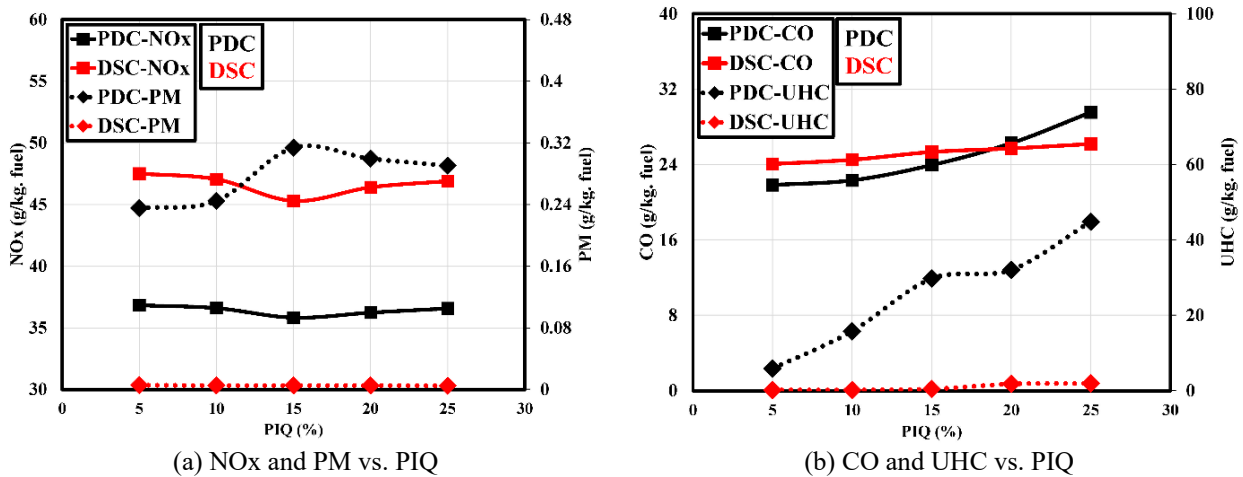 60
55
50
45
40
35
30
NOx (g/kg. fuel)
PDC-NOx
DSC-NOx
PDC-PM
DSC-PM
PDC
DSC
0.48
0.4
0.32
0.24
0.16
0.08
0
PM (g/kg. fuel)
0 5 10 15 20 25 30
PIQ (%)
(a) NOx and PM vs. PIQ
40
32
24
16
8
0
CO (g/kg. fuel)
PDC-CO
DSC-CO
PDC-UHC
DSC-UHC
PDC
DSC
100
80
60
40
20
0
UHC (g/kg. fuel)
0 5 10 15 20 25 30
PIQ (%)
(b) CO and UHC vs. PIQ